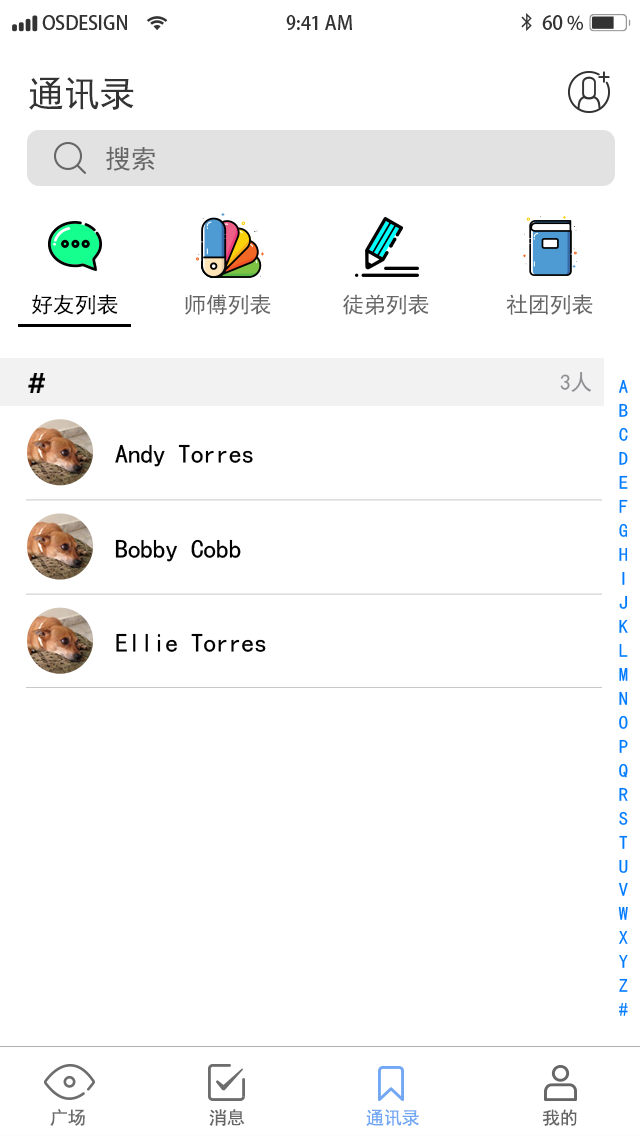 OSDESIGN 9:41 AM 60 %
通讯录
搜索
好友列表 师傅列表 徒弟列表 社团列表
# 3人
Andy Torres
Bobby Cobb
Ellie Torres
A
B
C
D
E
F
G
H
I
J
K
L
M
N
O
P
Q
R
S
T
U
V
W
X
Y
Z
#
广场 消息 通讯录 我的